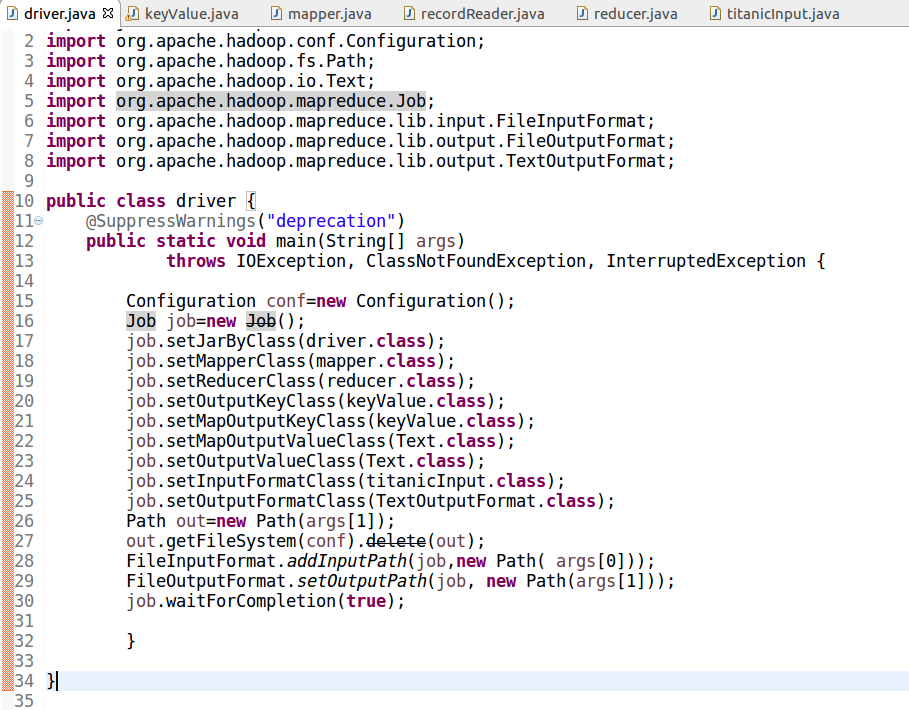 driver.java keyValue.java mapper.java recordReader.java reducer.java titanicInput.java
2 import org.apache.hadoop.conf.Configuration;
3 import org.apache.hadoop.fs.Path;
4 import org.apache.hadoop.io.Text;
5 import org.apache.hadoop.mapreduce.Job;
6 import org.apache.hadoop.mapreduce.lib.input.FileInputFormat;
7 import org.apache.hadoop.mapreduce.lib.output.FileOutputFormat;
8 import org.apache.hadoop.mapreduce.lib.output.TextOutputFormat;
9
10 public class driver {
11 @SuppressWarnings("deprecation")
12 public static void main(String[] args)
13 throws IOException, ClassNotFoundException, InterruptedException {
14
15 Configuration conf=new Configuration();
16 Job job=new Job();
17 job.setJarByClass(driver.class);
18 job.setMapperClass(mapper.class);
19 job.setReducerClass(reducer.class);
20 job.setOutputKeyClass(keyValue.class);
21 job.setMapOutputKeyClass(keyValue.class);
22 job.setMapOutputValueClass(Text.class);
23 job.setOutputValueClass(Text.class);
24 job.setInputFormatClass(titanicInput.class);
25 job.setOutputFormatClass(TextOutputFormat.class);
26 Path out=new Path(args[1]);
27 out.getFileSystem(conf).delete(out);
28 FileInputFormat.addInputPath(job,new Path( args[0]));
29 FileOutputFormat.setOutputPath(job, new Path(args[1]));
30 job.waitForCompletion(true);
31
32 }
33
34 }
35